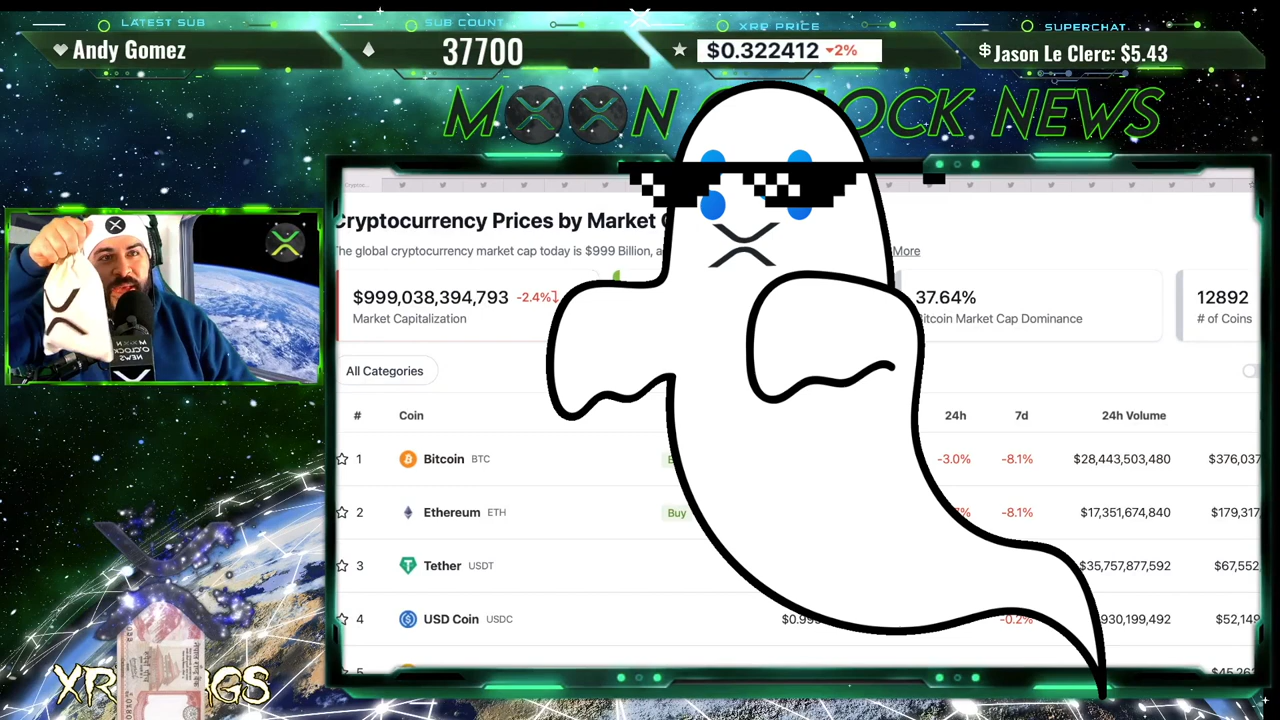 LATEST SUB
SUB COUNT
XRP PRICE
SUPERCHAT
Andy Gomez
37700
$0.322412 ▾2%
$ Jason Le Clerc: $5.43
NEWS
Cryptocurrency Prices by Market
The global cryptocurrency market cap today is $999 Billion, a
More
$999,038,394,793 -2.4%
Market Capitalization
37.64%
Bitcoin Market Cap Dominance
12892
# of Coins
All Categories
# Coin 24h 7d 24h Volume
1 Bitcoin BTC -3.0% -8.1% $28,443,503,480 $376,037
2 Ethereum ETH Buy -8.1% $17,351,674,840 $179,317
3 Tether USDT $35,757,877,592 $67,552
4 USD Coin USDC -0.2% 930,199,492 $52,149
O'CLOCK
NEWS